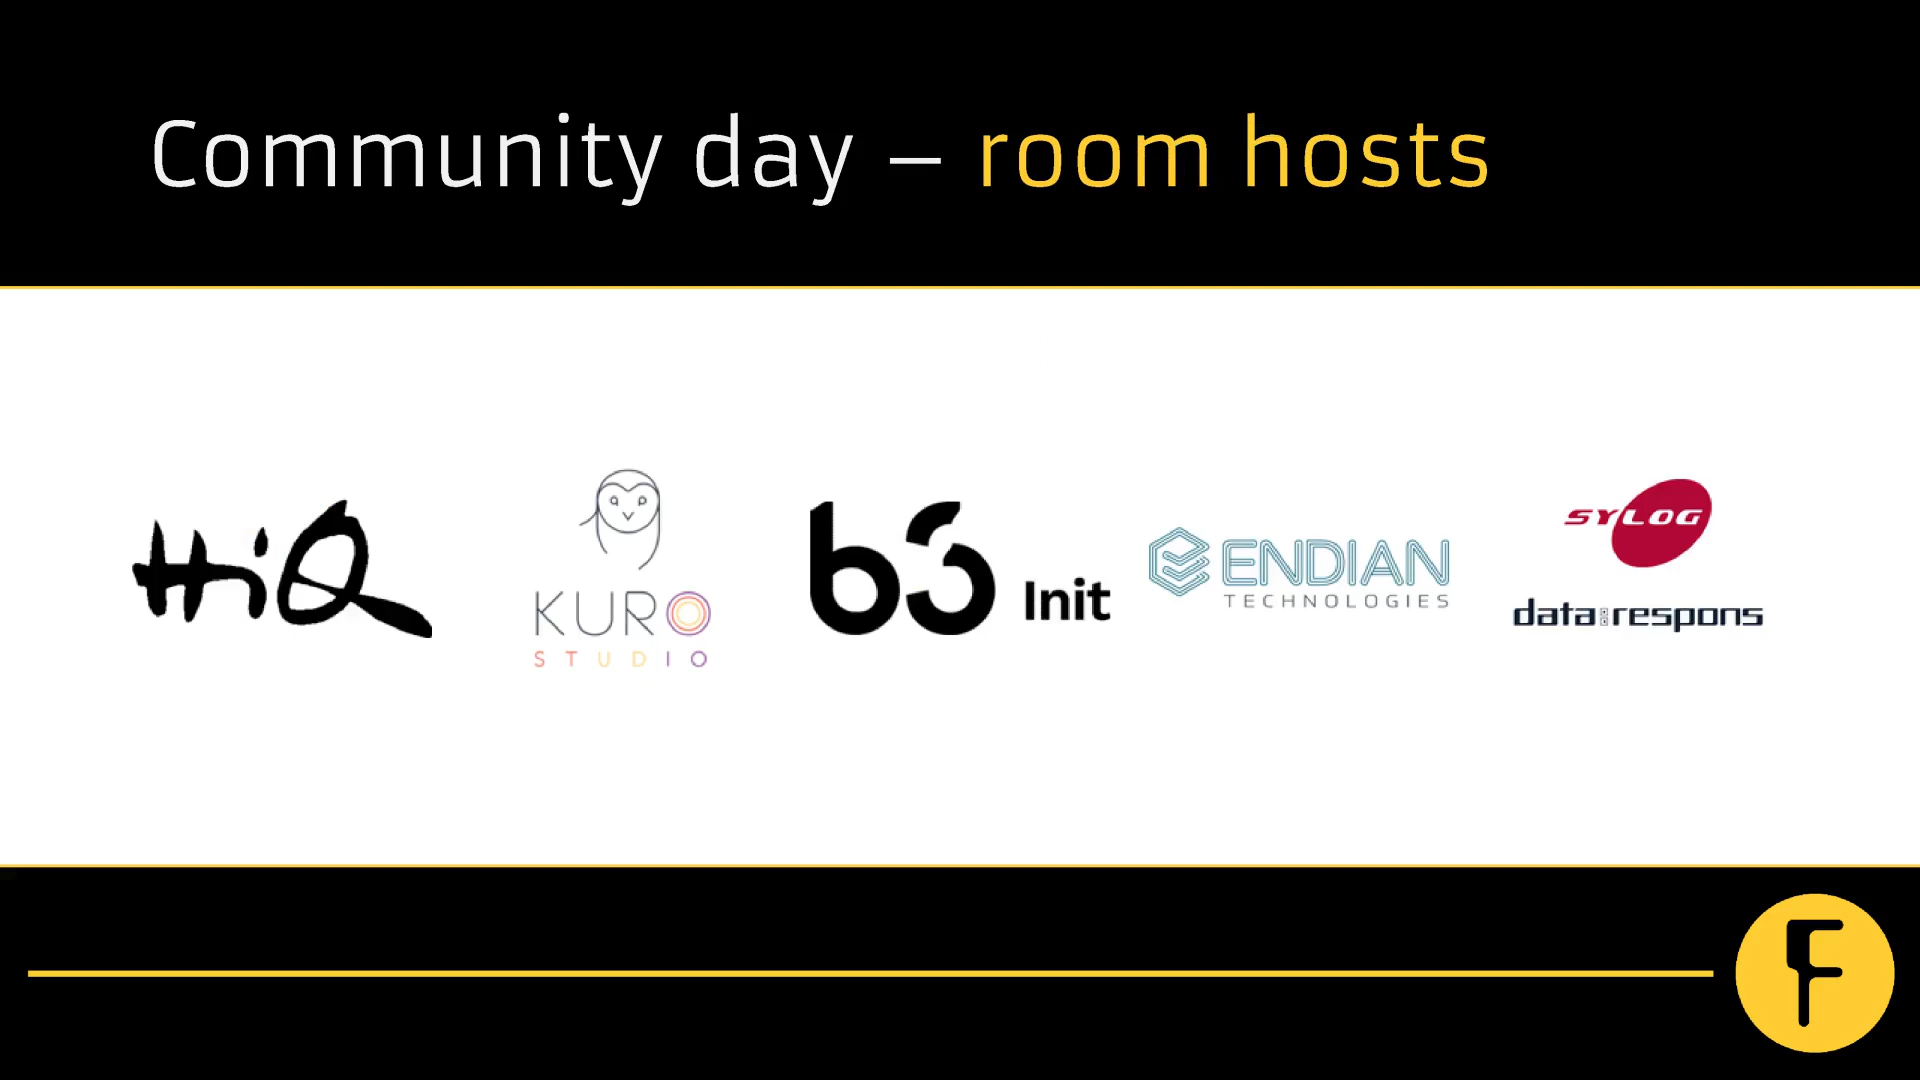 Community day – room hosts
HiQ
KURO
STUDIO
b3 Init
ENDIAN
TECHNOLOGIES
SYLOG
data:respons
F